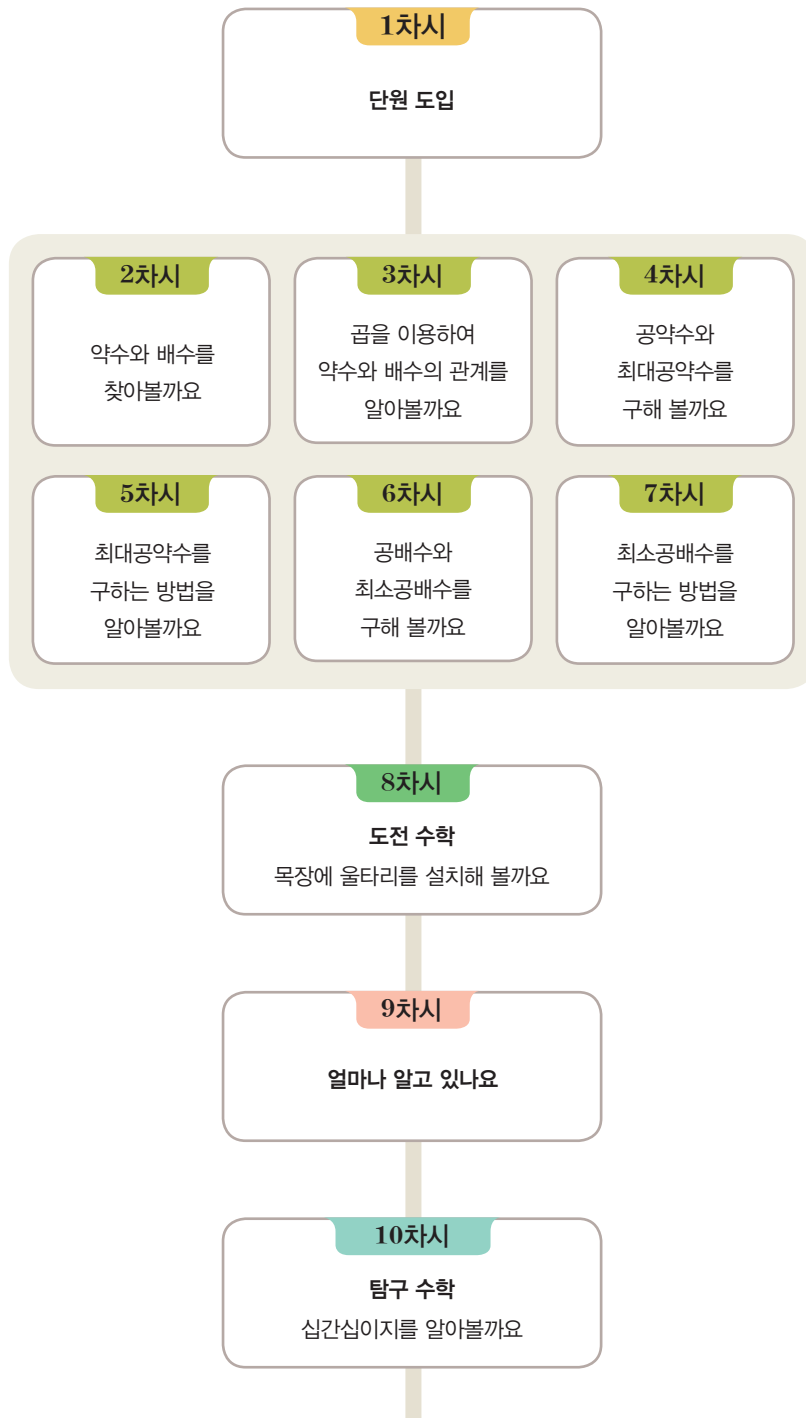 1차시
단원 도입
2차시
약수와 배수를
찾아볼까요
3차시
곱을 이용하여
약수와 배수의 관계를
알아볼까요
4차시
공약수와
최대공약수를
구해 볼까요
5차시
최대공약수를
구하는 방법을
알아볼까요
6차시
공배수와
최소공배수를
구해 볼까요
7차시
최소공배수를
구하는 방법을
알아볼까요
8차시
도전 수학
목장에 울타리를 설치해 볼까요
9차시
얼마나 알고 있나요
10차시
탐구 수학
십간십이지를 알아볼까요